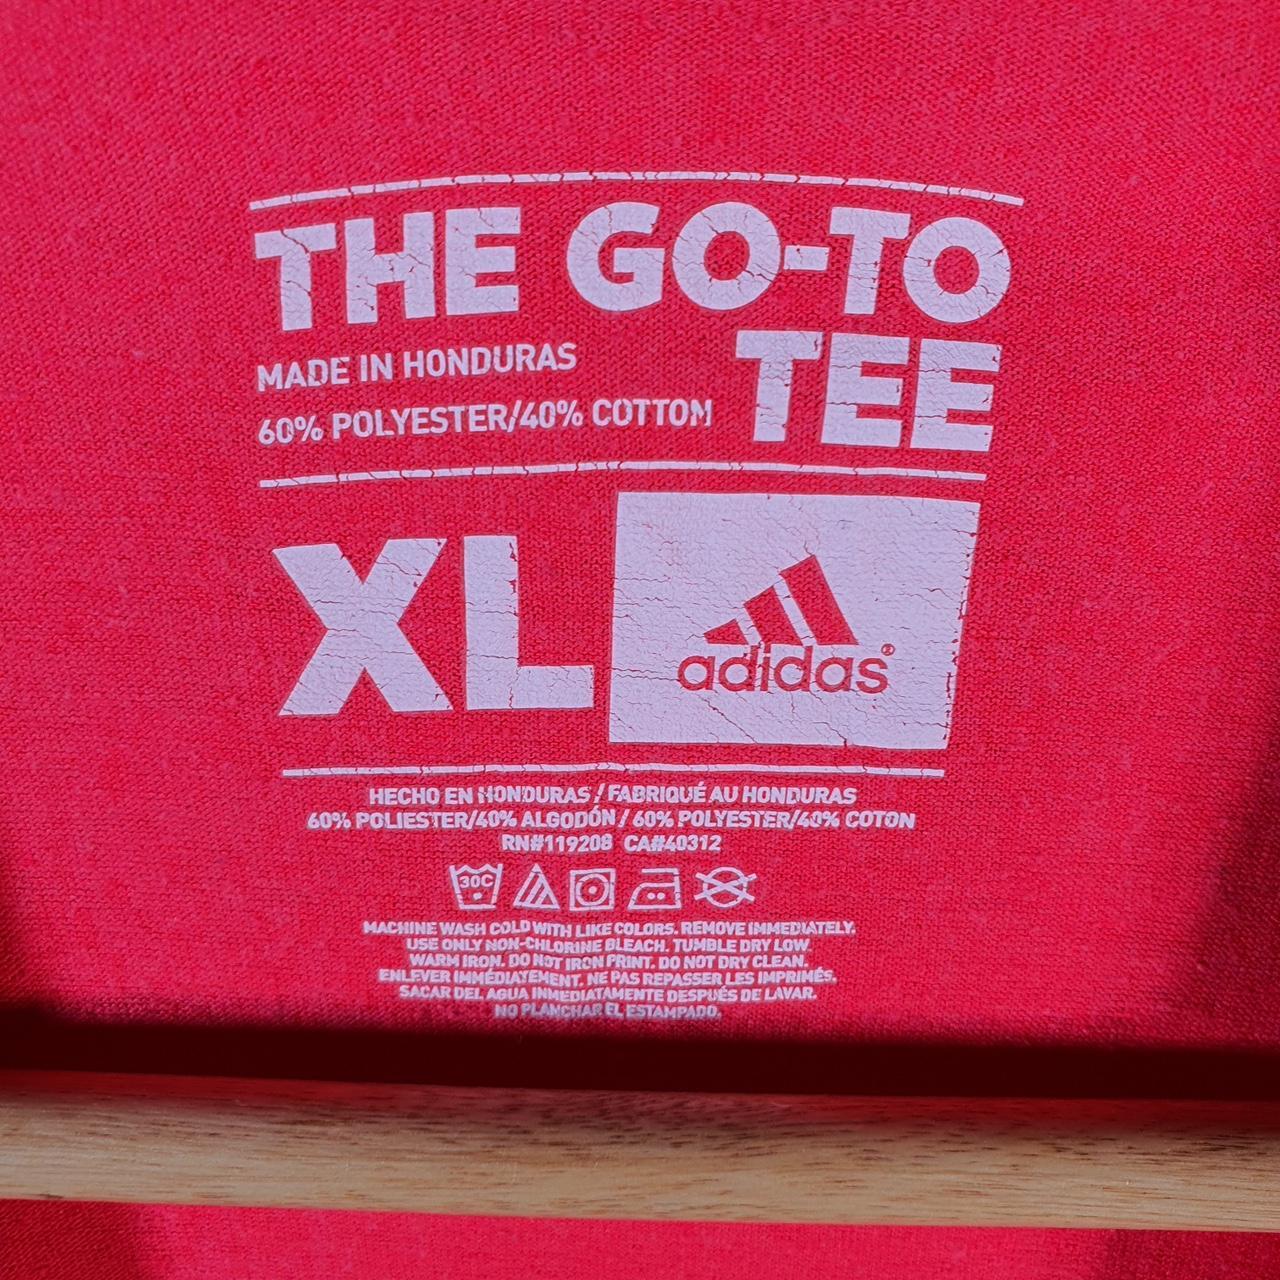 THE GO-TO
TEE
MADE IN HONDURAS
60% POLYESTER/40% COTTON
XL
adidas®
HECHO EN HONDURAS / FABRIQUÉ AU HONDURAS
60% POLIESTER/40% ALGODÓN / 60% POLYESTER/40% COTON
RN#119208 CA#40312
30C
MACHINE WASH COLD WITH LIKE COLORS. REMOVE IMMEDIATELY.
USE ONLY NON-CHLORINE BLEACH. TUMBLE DRY LOW.
WARM IRON. DO NOT IRON PRINT. DO NOT DRY CLEAN.
ENLEVER IMMÉDIATEMENT. NE PAS REPASSER LES IMPRIMÉS.
SACAR DEL AGUA INMEDIATAMENTE DESPUÉS DE LAVAR.
NO PLANCHAR EL ESTAMPADO.